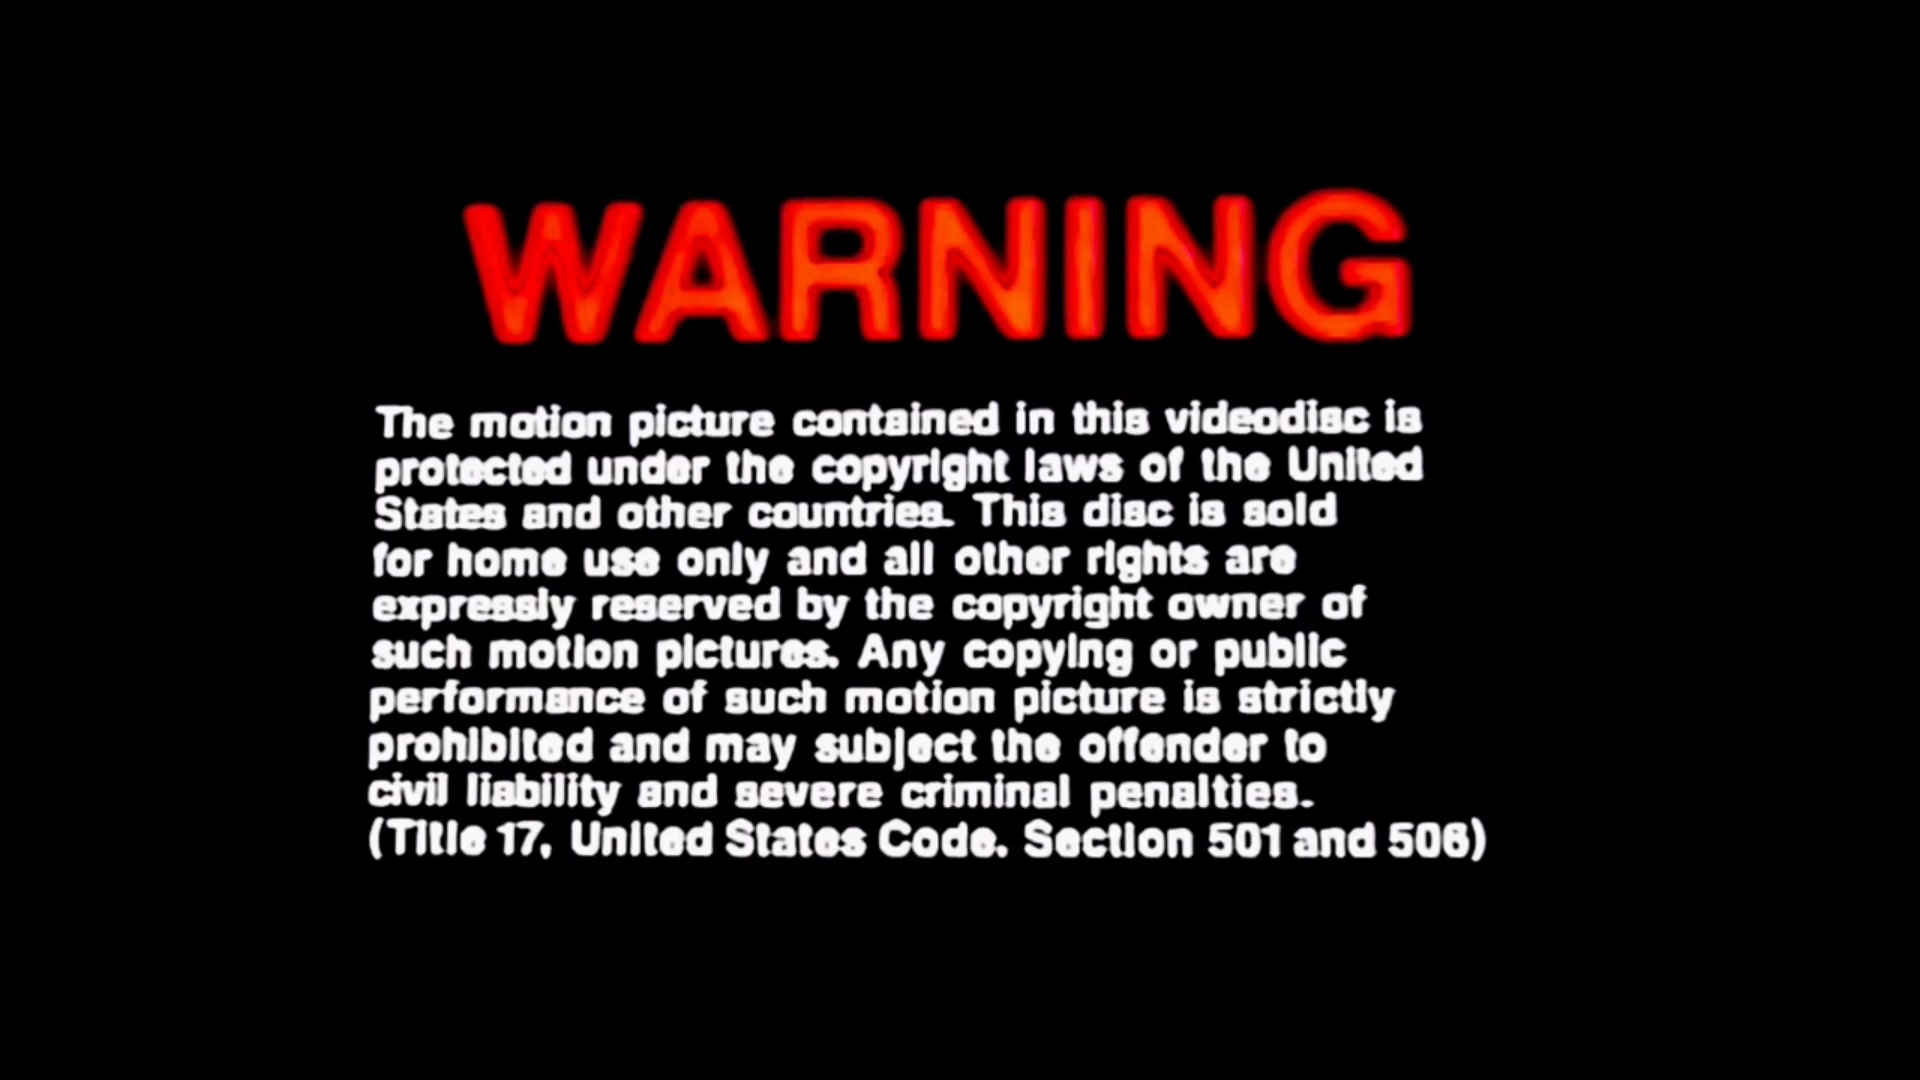 WARNING
The motion picture contained in this videodisc is
protected under the copyright laws of the United
States and other countries. This disc is sold
for home use only and all other rights are
expressly reserved by the copyright owner of
such motion pictures. Any copying or public
performance of such motion picture is strictly
prohibited and may subject the offender to
civil liability and severe criminal penalties.
(Title 17, United States Code. Section 501 and 506)